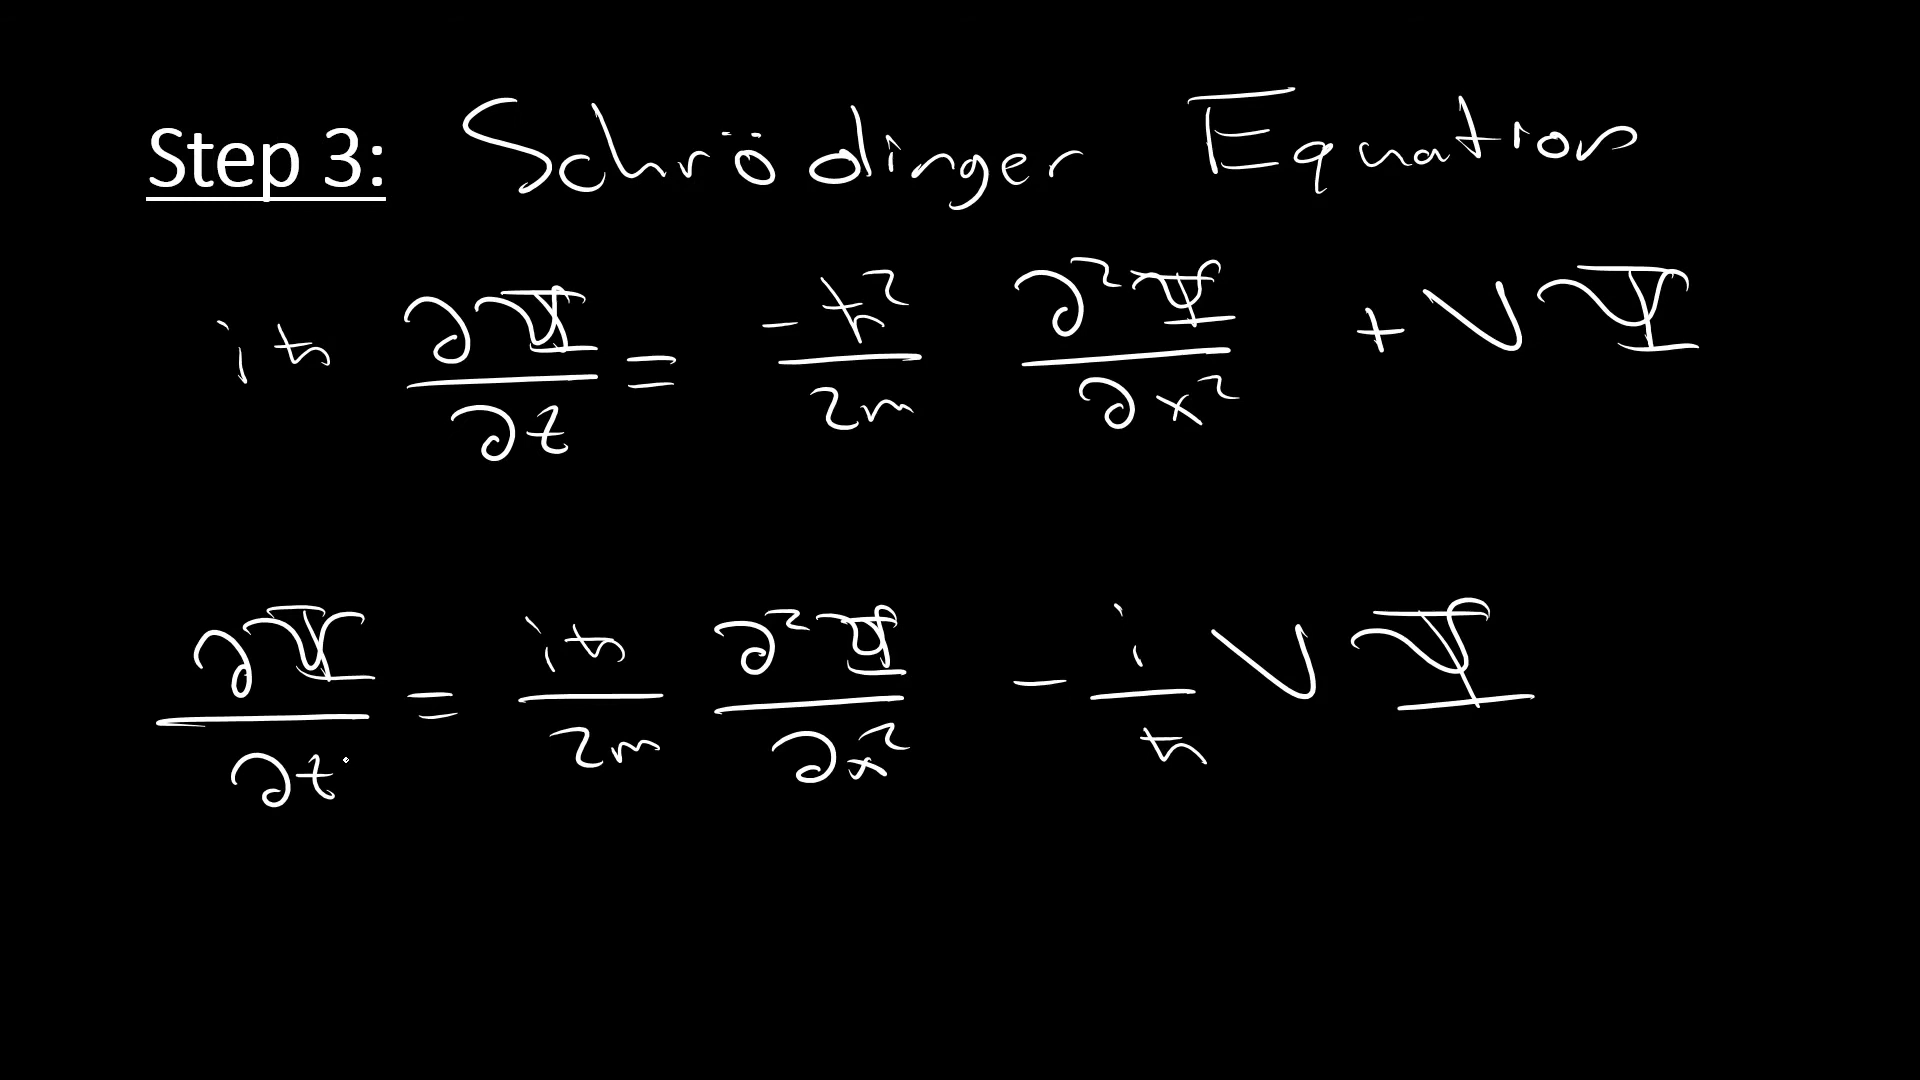 Step 3: Schrödinger Equation
iħ ∂Ψ/∂t = -ħ²/2m ∂²Ψ/∂x² + VΨ
∂Ψ/∂t = iħ/2m ∂²Ψ/∂x² - i/ħ VΨ